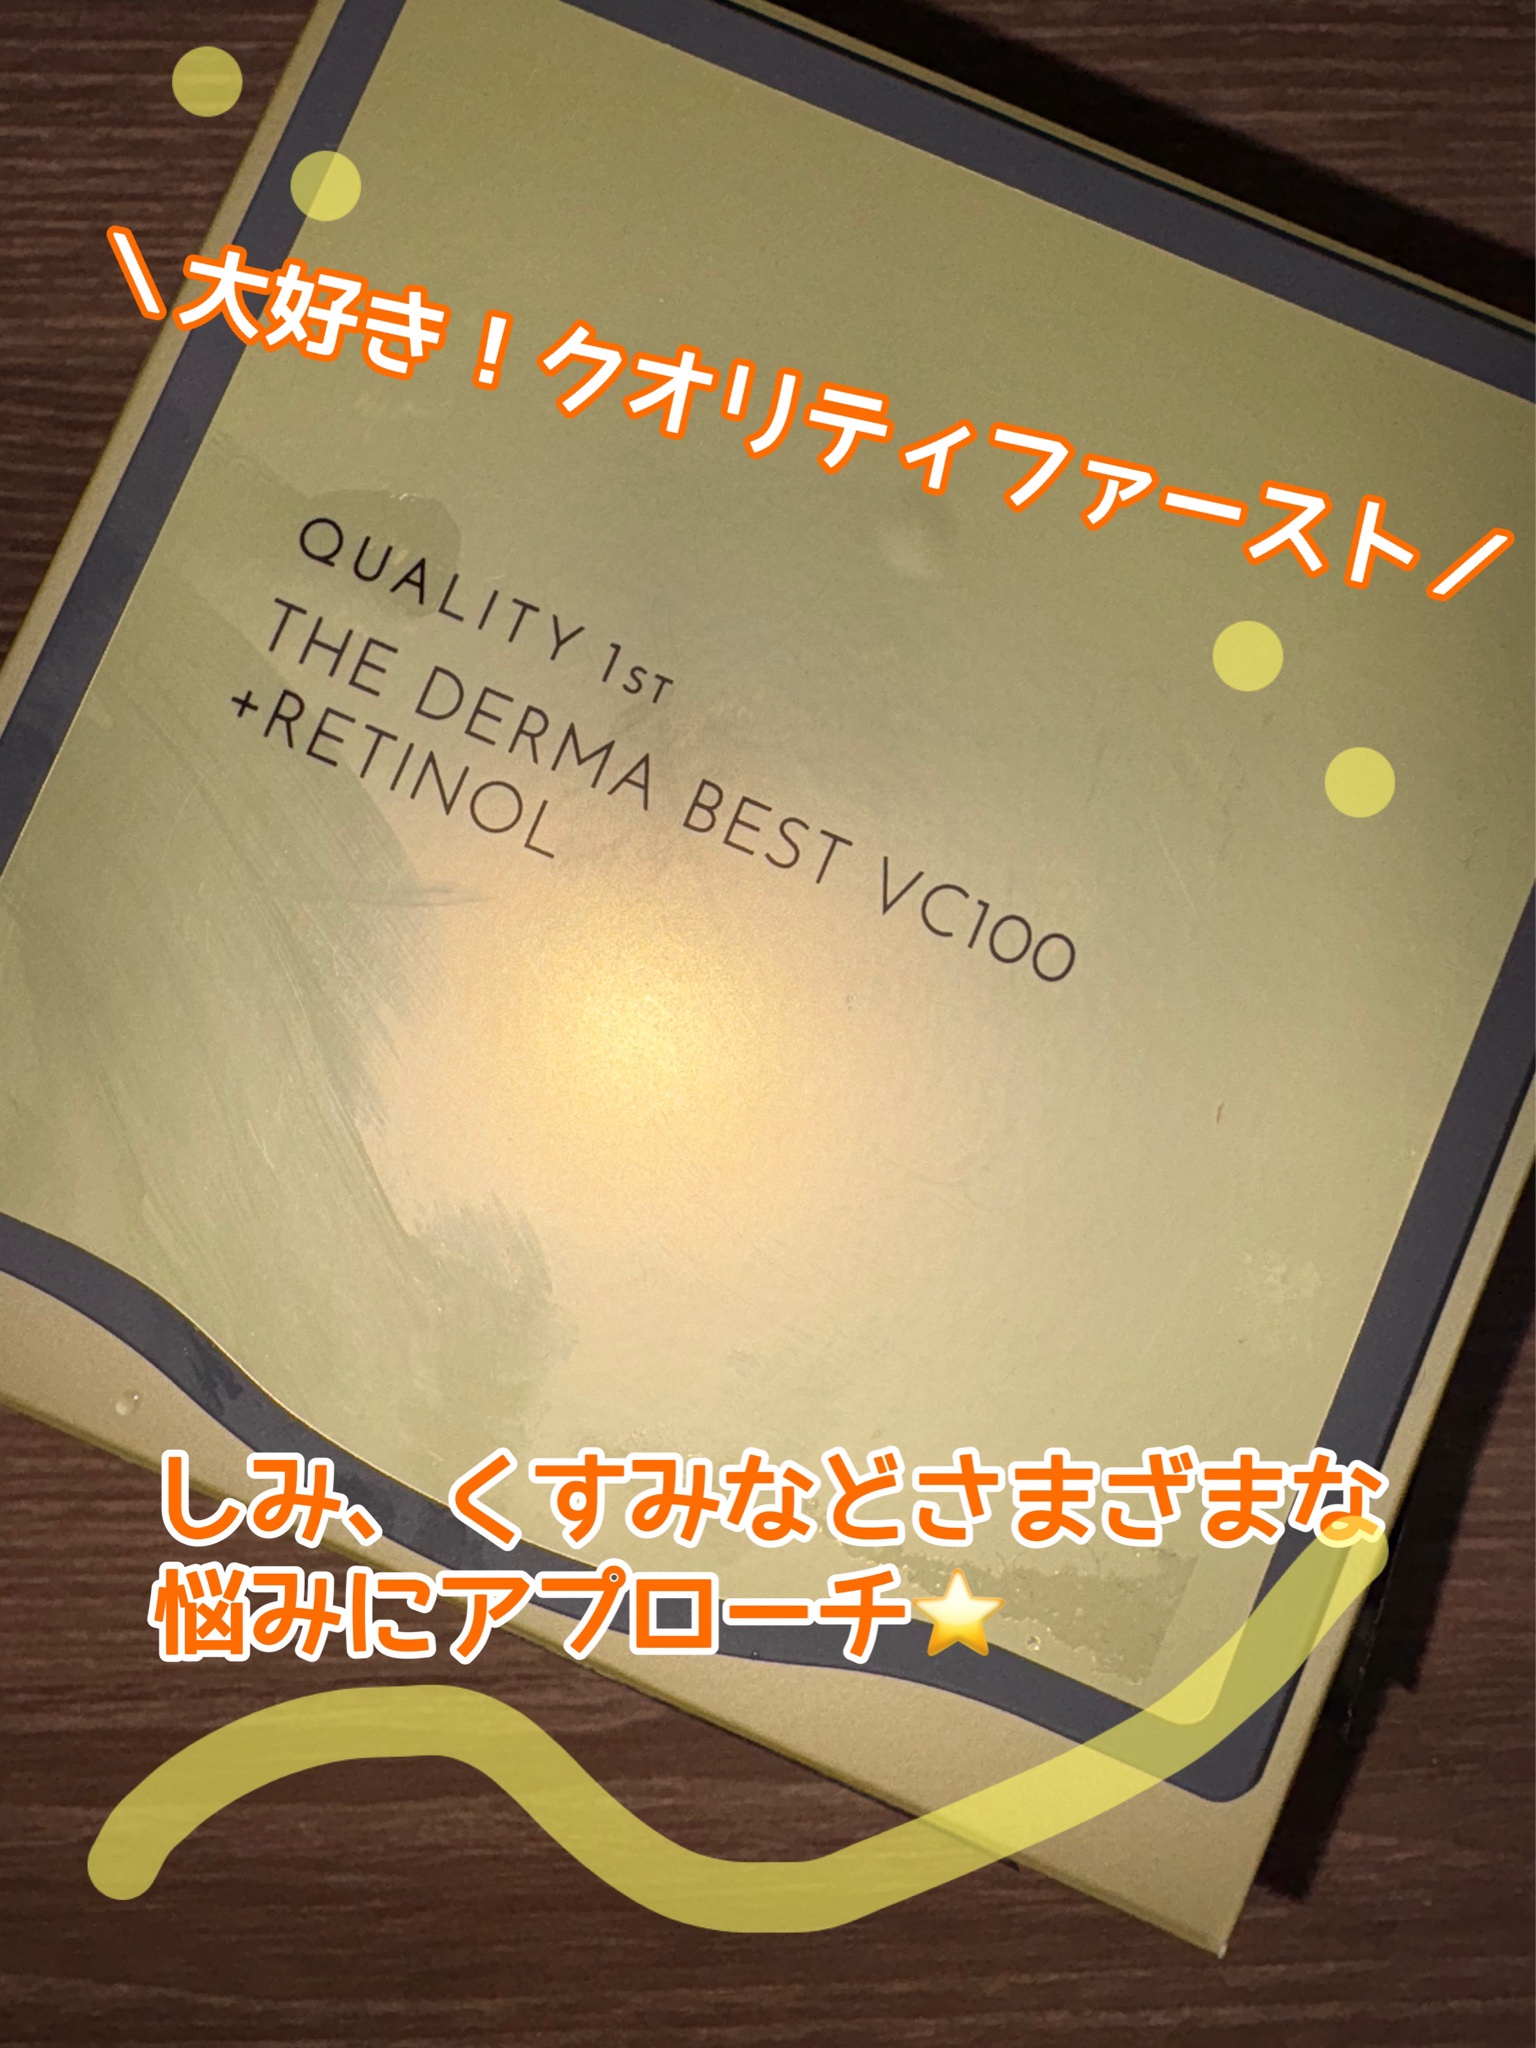 \大好き！クオリティファースト/
QUALITY 1ST
THE DERMA BEST VC100
+RETINOL
しみ、くすみなどさまざまな
悩みにアプローチ⭐